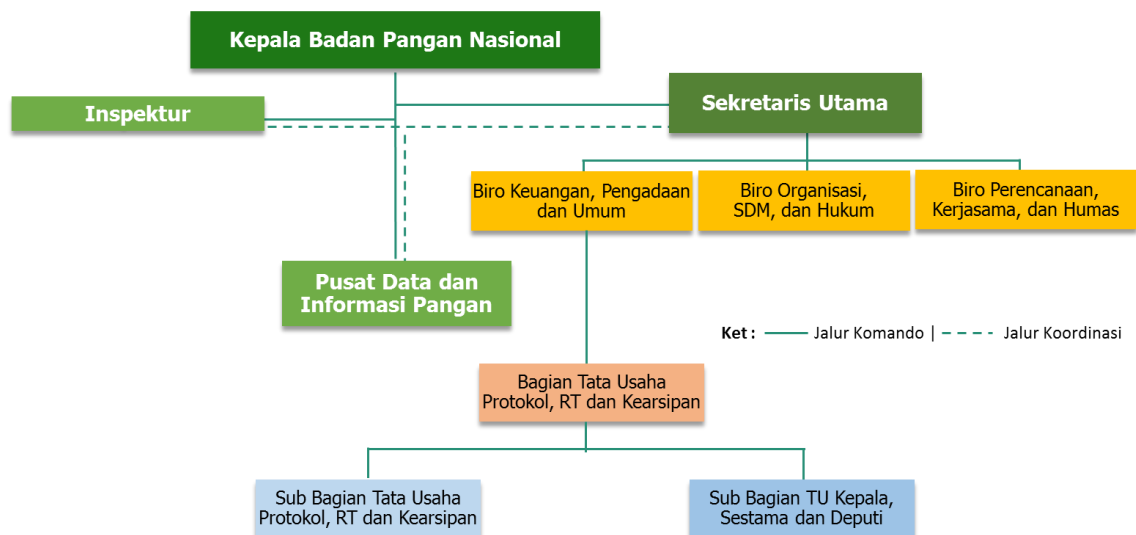 Kepala Badan Pangan Nasional
Inspektur
Sekretaris Utama
Biro Keuangan, Pengadaan
dan Umum
Biro Organisasi,
SDM, dan Hukum
Biro Perencanaan,
Kerjasama, dan Humas
Pusat Data dan
Informasi Pangan
Ket : Jalur Komando | Jalur Koordinasi
Bagian Tata Usaha
Protokol, RT dan Kearsipan
Sub Bagian Tata Usaha
Protokol, RT dan Kearsipan
Sub Bagian TU Kepala,
Sestama dan Deputi